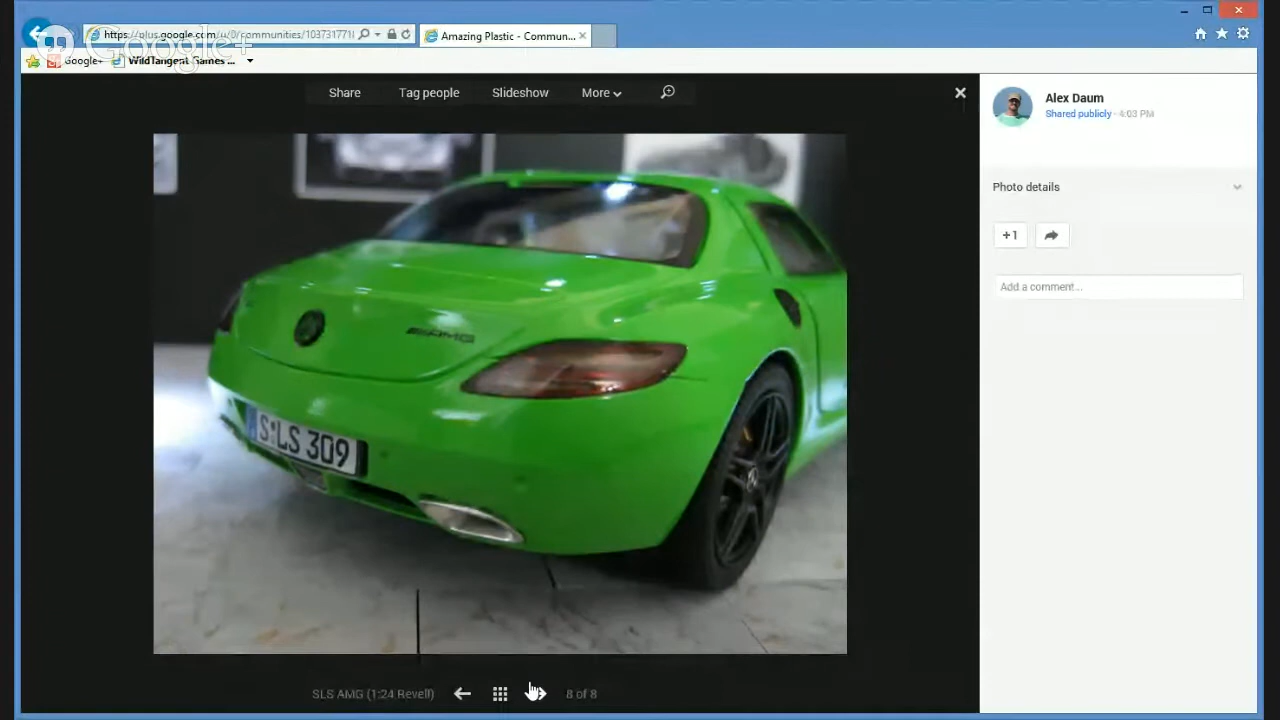 https://plus.google.com/u/0/communities/103731771
Amazing Plastic - Commun...
Google+
Google+
WildTangent Games ...
Share
Tag people
Slideshow
More
Alex Daum
Shared publicly - 4:03 PM
Photo details
+1
Add a comment...
AMG
S LS 309
SLS AMG (1:24 Revell)
8 of 8